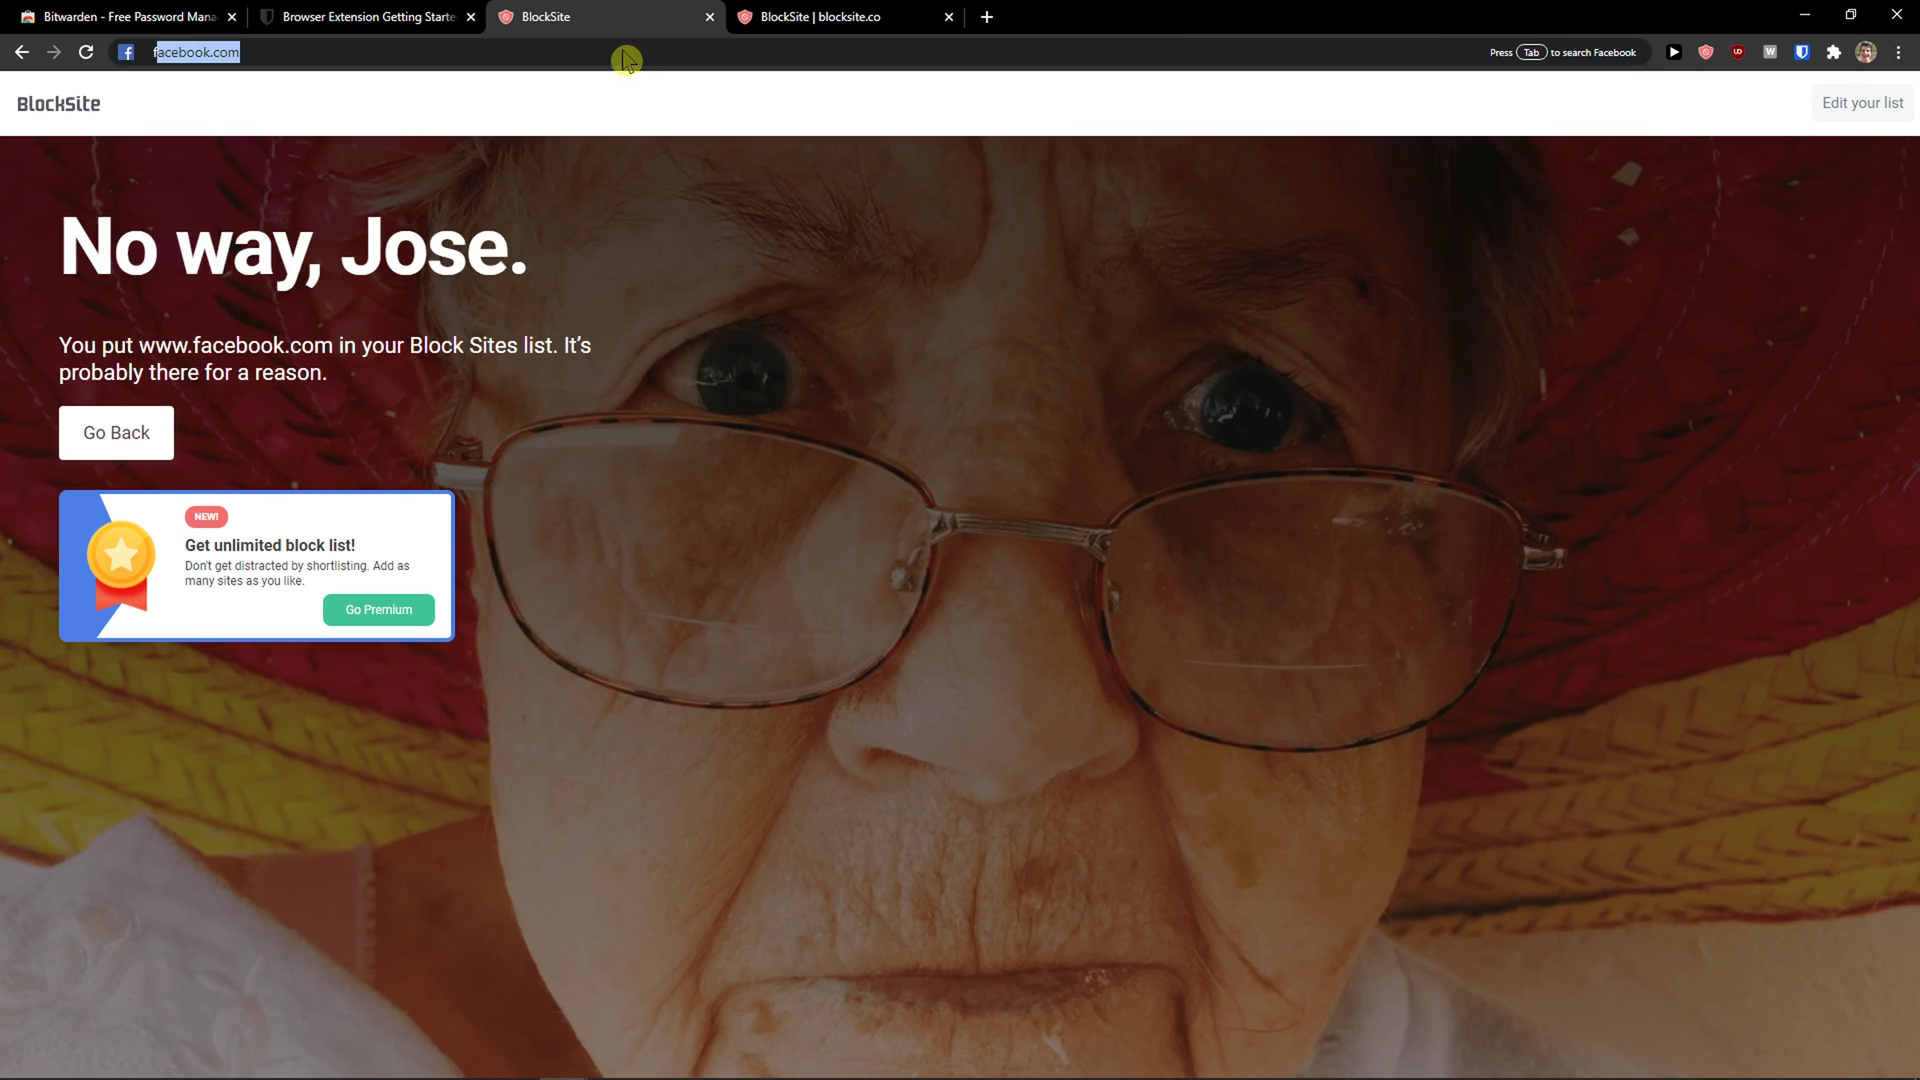 Bitwarden - Free Password Mana
Browser Extension Getting Starte
BlockSite
BlockSite | blocksite.co
facebook.com
Press Tab to search Facebook
BlockSite
Edit your list
No way, Jose.
You put www.facebook.com in your Block Sites list. It’s
probably there for a reason.
Go Back
NEW!
Get unlimited block list!
Don't get distracted by shortlisting. Add as
many sites as you like.
Go Premium